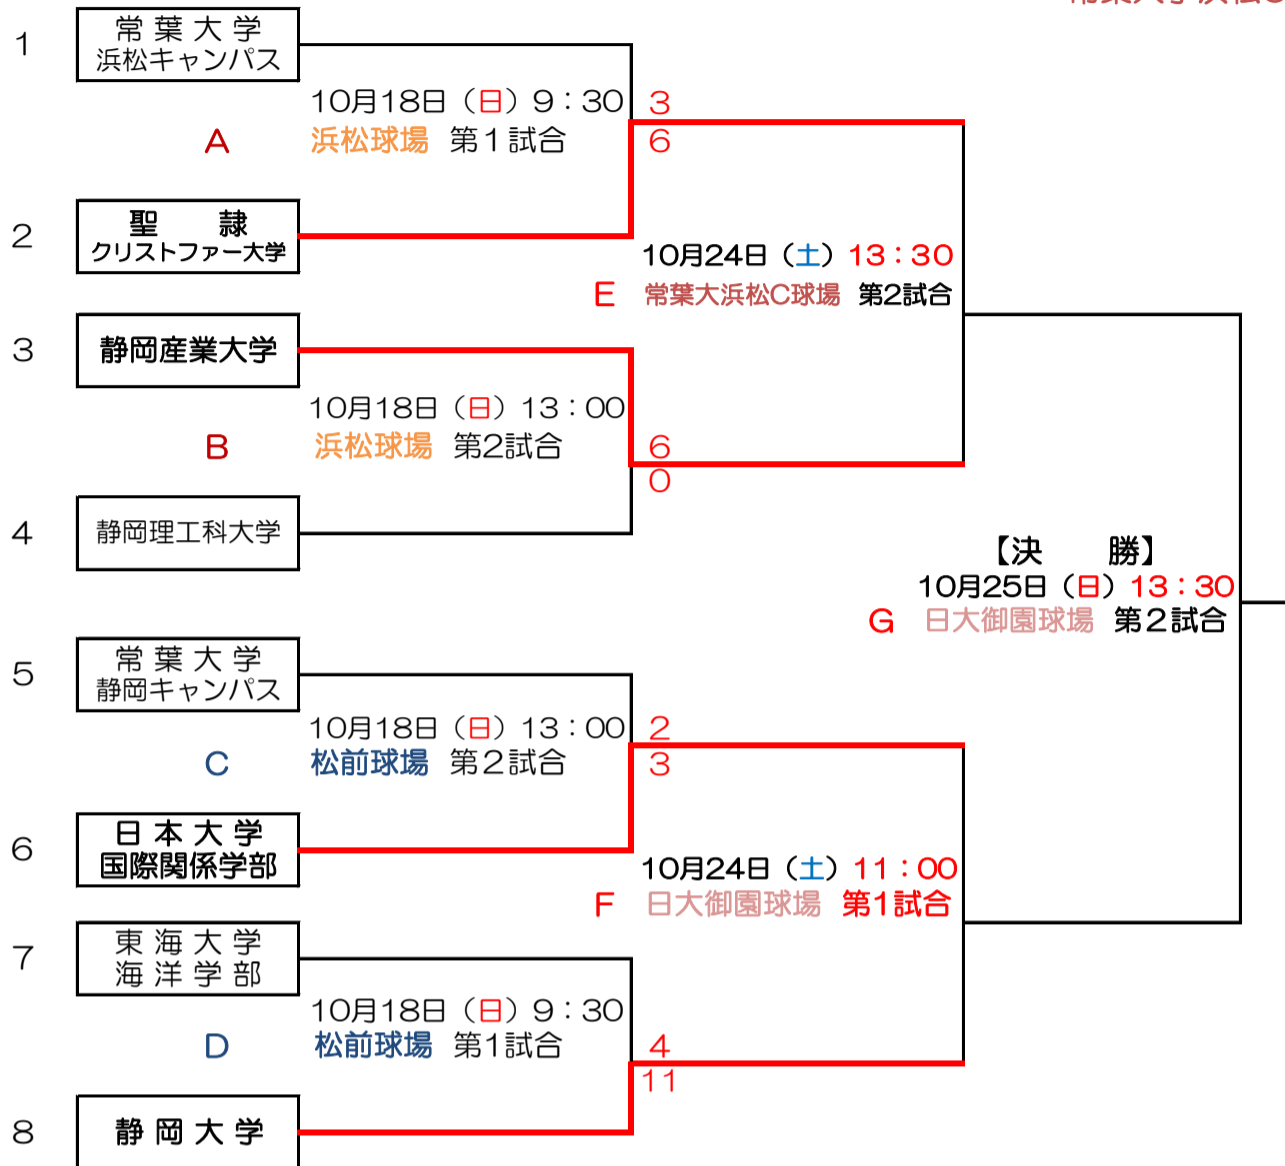 常葉大学浜松
1
常葉大学
浜松キャンパス
10月18日（日）9：30
A
浜松球場 第1試合
3
6
2
聖　隷
クリストファー大学
10月24日（土）13：30
E
常葉大浜松C球場 第2試合
3
静岡産業大学
10月18日（日）13：00
B
浜松球場 第2試合
6
0
4
静岡理工科大学
【決　勝】
10月25日（日）13：30
G
日大御園球場 第2試合
5
常葉大学
静岡キャンパス
10月18日（日）13：00
C
松前球場 第2試合
2
3
6
日本大学
国際関係学部
10月24日（土）11：00
F
日大御園球場 第1試合
7
東海大学
海洋学部
10月18日（日）9：30
D
松前球場 第1試合
4
11
8
静岡大学